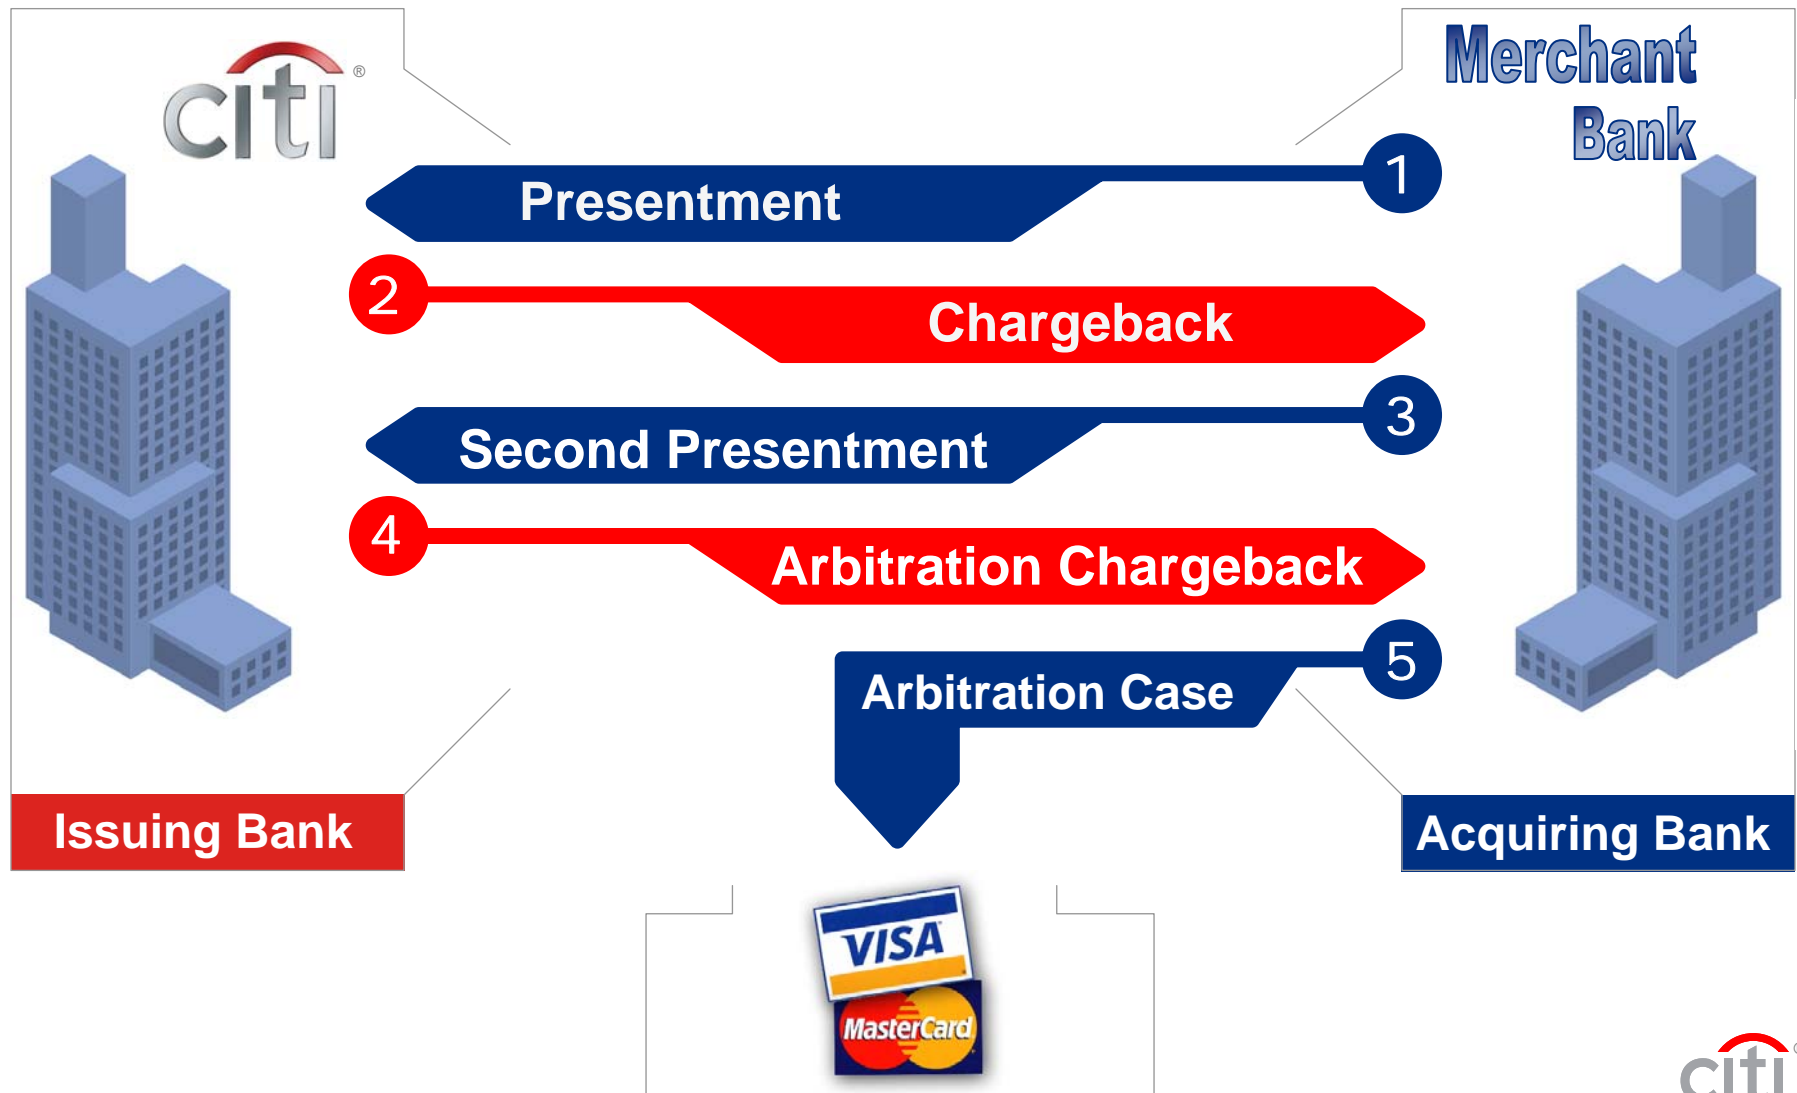 citi®
Merchant
Bank
1
Presentment
2
Chargeback
3
Second Presentment
4
Arbitration Chargeback
5
Arbitration Case
Issuing Bank
Acquiring Bank
VISA
MasterCard
citi